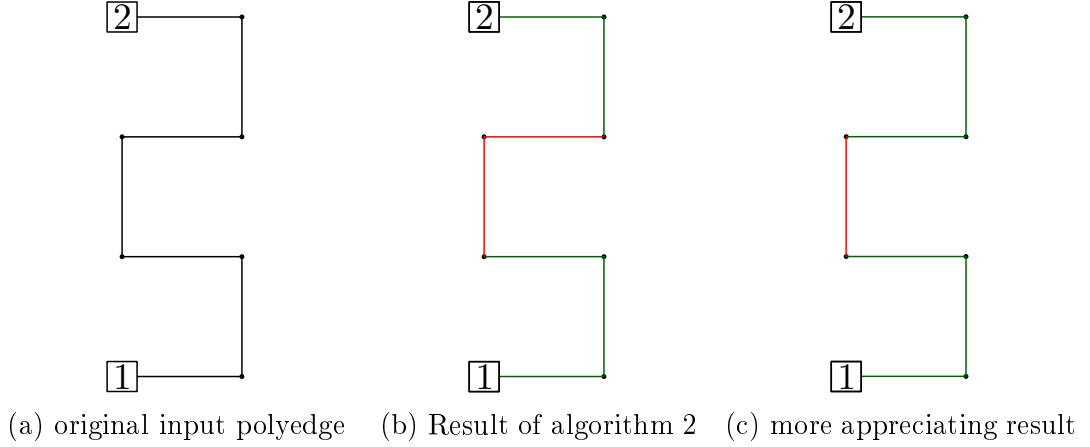 2 2 2
1 1 1
(a) original input polyedge (b) Result of algorithm 2 (c) more appreciating result